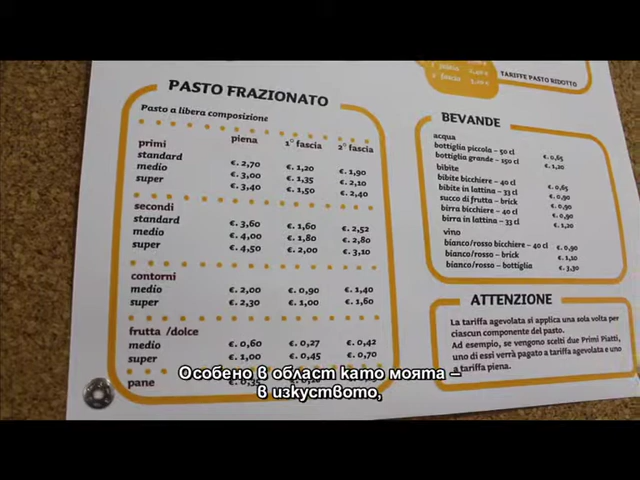 TARIFFE PASTO RIDOTTO
PASTO FRAZIONATO
Pasto a libera composizione
piena 1° fascia 2° fascia
primi
standard €. 2,70 €. 1,20 €. 1,90
medio €. 3,00 €. 1,35 €. 2,10
super €. 3,40 €. 1,50 €. 2,40
secondi
standard €. 3,60 €. 1,60 €. 2,52
medio €. 4,00 €. 1,80 €. 2,80
super €. 4,50 €. 2,00 €. 3,10
contorni
medio €. 2,00 €. 0,90 €. 1,40
super €. 2,30 €. 1,00 €. 1,60
frutta /dolce
medio €. 0,60 €. 0,27 €. 0,42
super €. 1,00 €. 0,45 €. 0,70
pane €. 0,35
BEVANDE
acqua
bottiglia piccola – 50 cl €. 0,65
bottiglia grande – 150 cl €. 1,20
bibite
bibite bicchiere – 40 cl €. 0,65
bibite in lattina – 33 cl €. 0,90
succo di frutta – brick €. 0,90
birra bicchiere – 40 cl €. 0,90
birra in lattina – 33 cl €. 1,20
vino
bianco/rosso bicchiere – 40 cl €. 0,90
bianco/rosso – brick €. 1,10
bianco/rosso – bottiglia €. 3,30
ATTENZIONE
La tariffa agevolata si applica una sola volta per
ciascun componente del pasto.
Ad esempio, se vengono scelti due Primi Piatti,
uno di essi verrà pagato a tariffa agevolata e uno
a tariffa piena.
Особено в област като моята –
в изкуството,